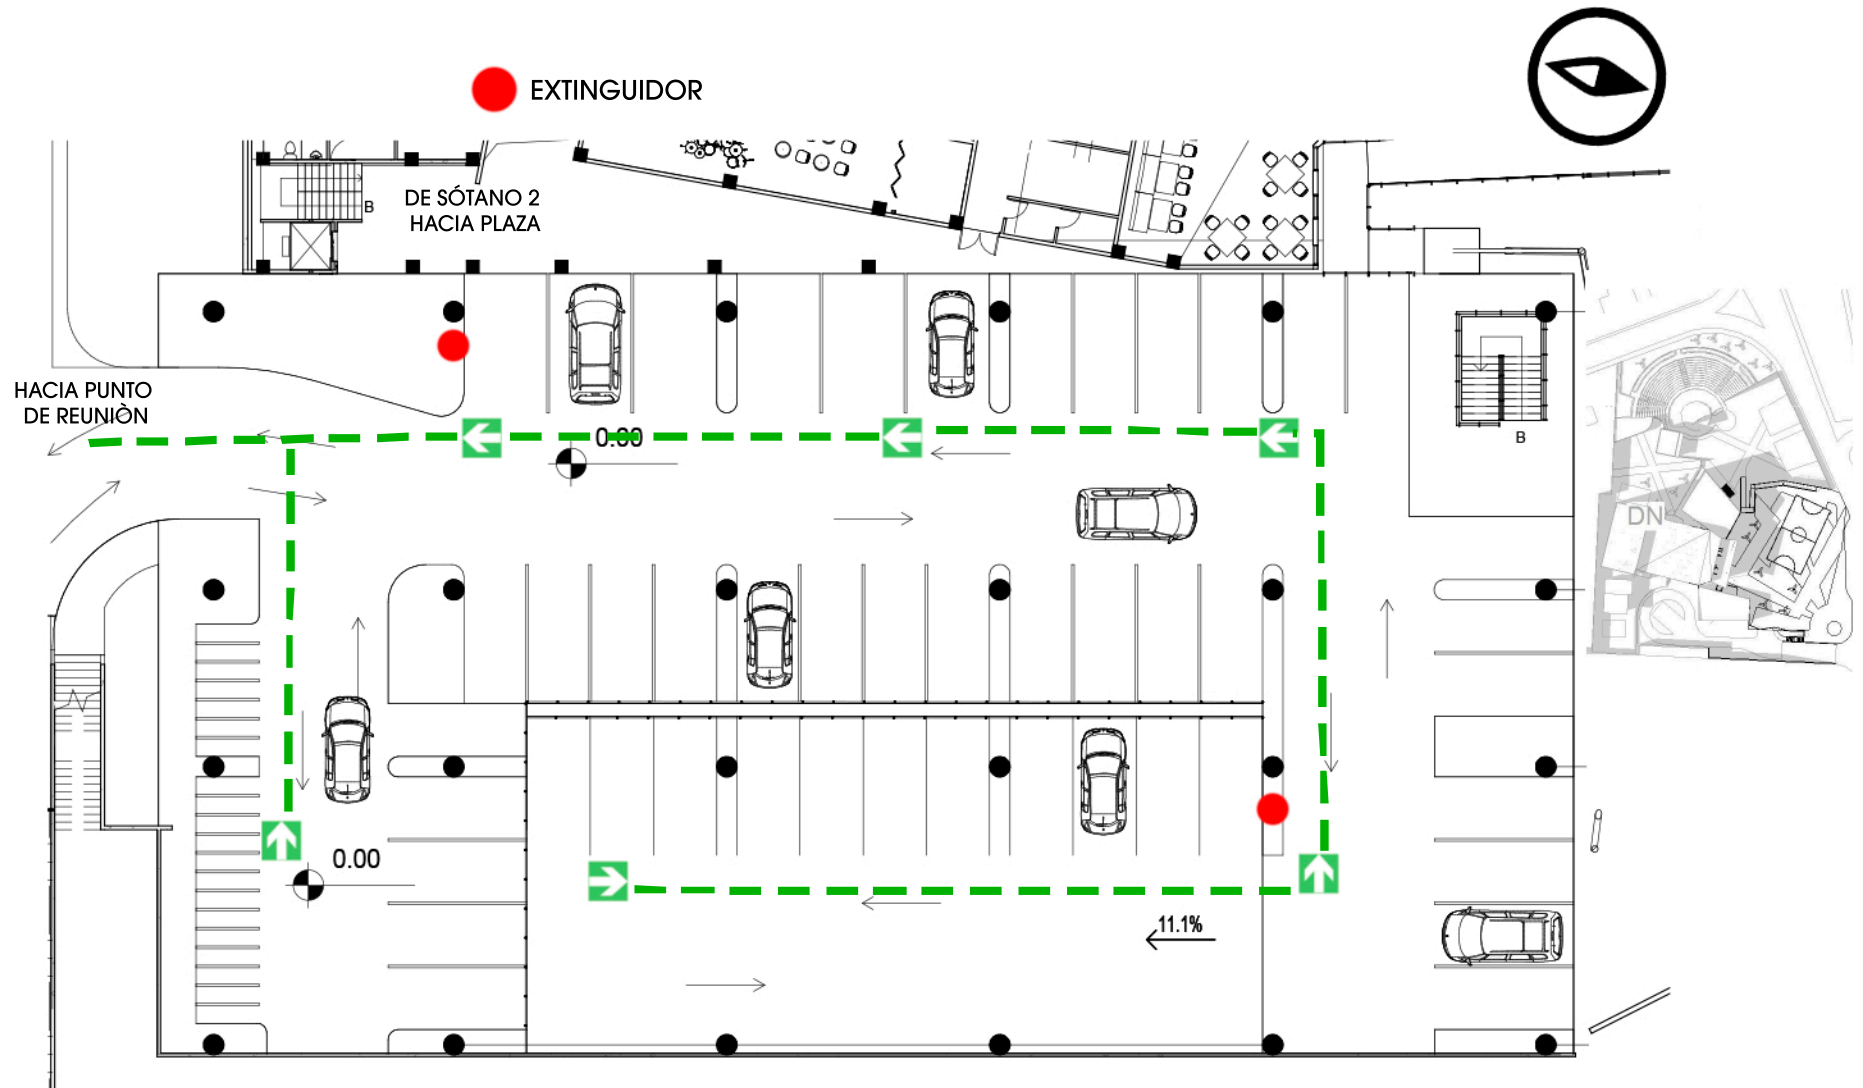 EXTINGUIDOR
B
DE SÓTANO 2
HACIA PLAZA
HACIA PUNTO
DE REUNIÒN
0.00
B
DN
0.00
11.1%